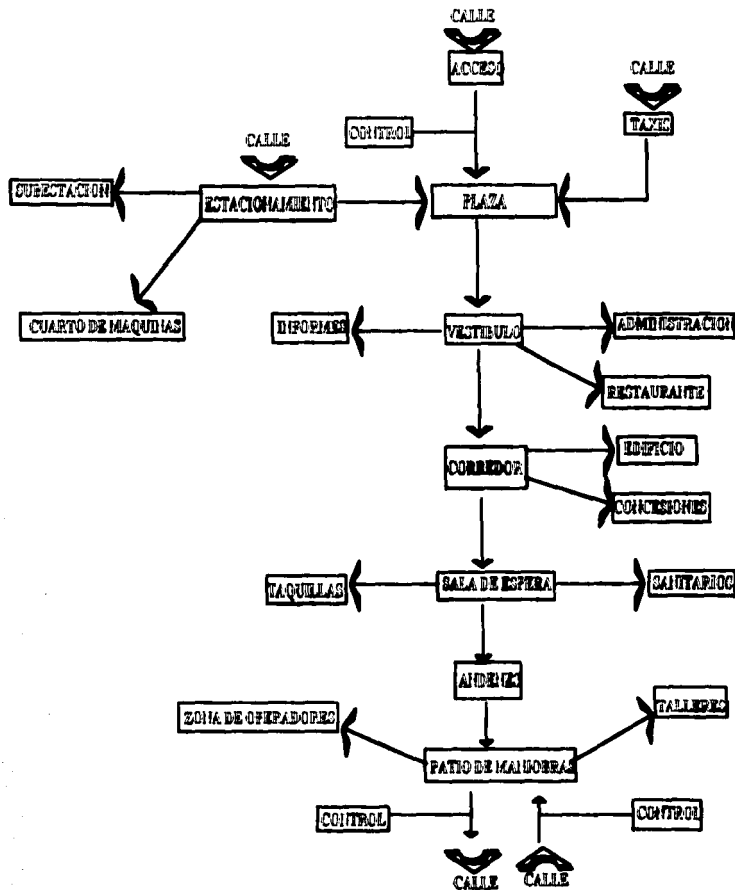 CALLE
ACCESO
CALLE
TAXIS
CONTROL
CALLE
SUBESTACION
ESTACIONAMIENTO
PLAZA
CUARTO DE MAQUINAS
INFORMES
VESTIBULO
ADMINISTRACION
RESTAURANTE
CORREDOR
EDIFICIO
CONCESIONES
TAQUILLAS
SALA DE ESPERA
SANITARIOS
ANDENES
ZONA DE OPERADORES
TALLERES
PATIO DE MANIOBRAS
CONTROL
CONTROL
CALLE
CALLE